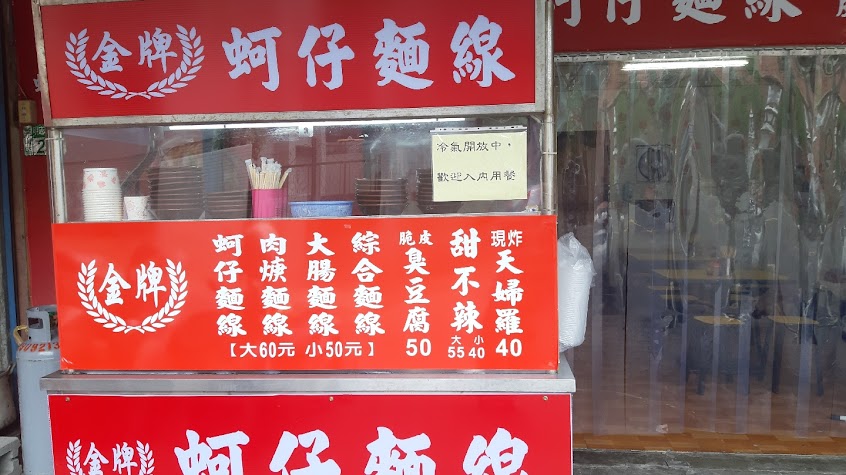 金牌 蚵仔麵線
仔麵線
冷氣開放中，
歡迎入內用餐
金牌
蚵仔麵線
肉焿麵線
大腸麵線
綜合麵線
【大60元 小50元】
脆皮臭豆腐
50
甜不辣
大55
小40
現炸天婦羅
40
金牌 蚵仔麵線